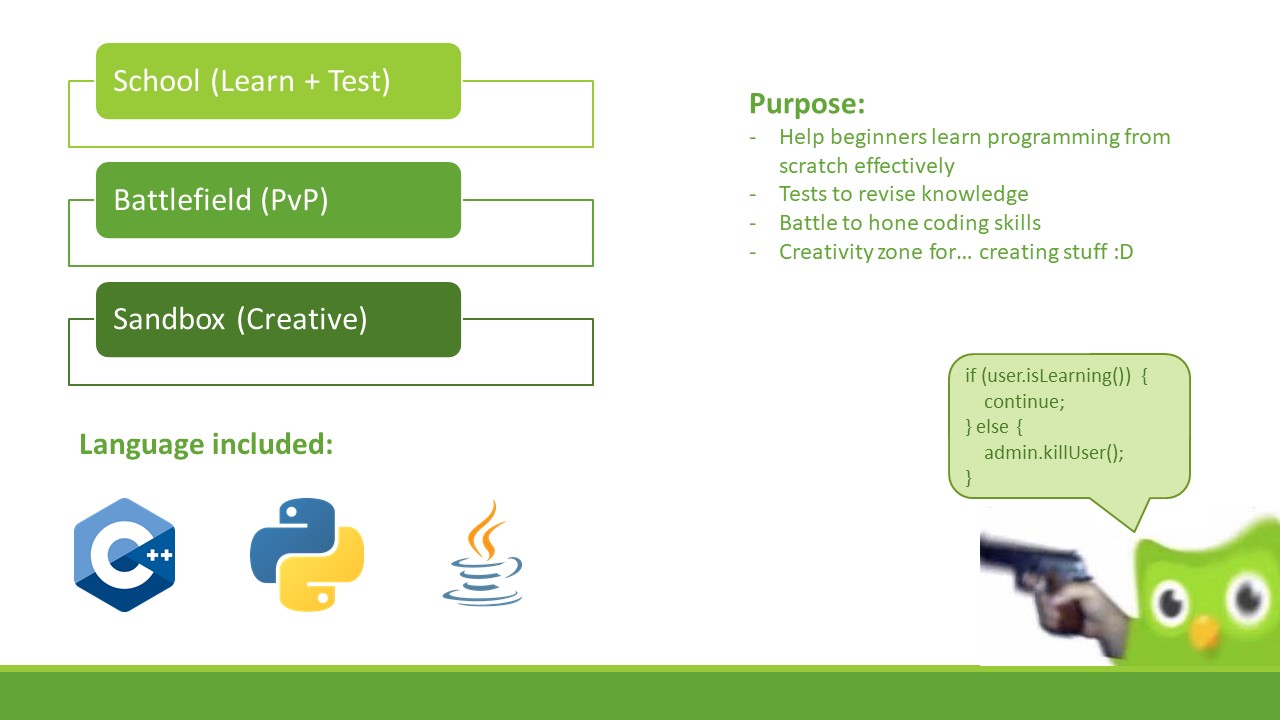 School (Learn + Test)
Battlefield (PvP)
Sandbox (Creative)
Language included:
C++
Purpose:
- Help beginners learn programming from
scratch effectively
- Tests to revise knowledge
- Battle to hone coding skills
- Creativity zone for… creating stuff :D
if (user.isLearning()) {
continue;
} else {
admin.killUser();
}